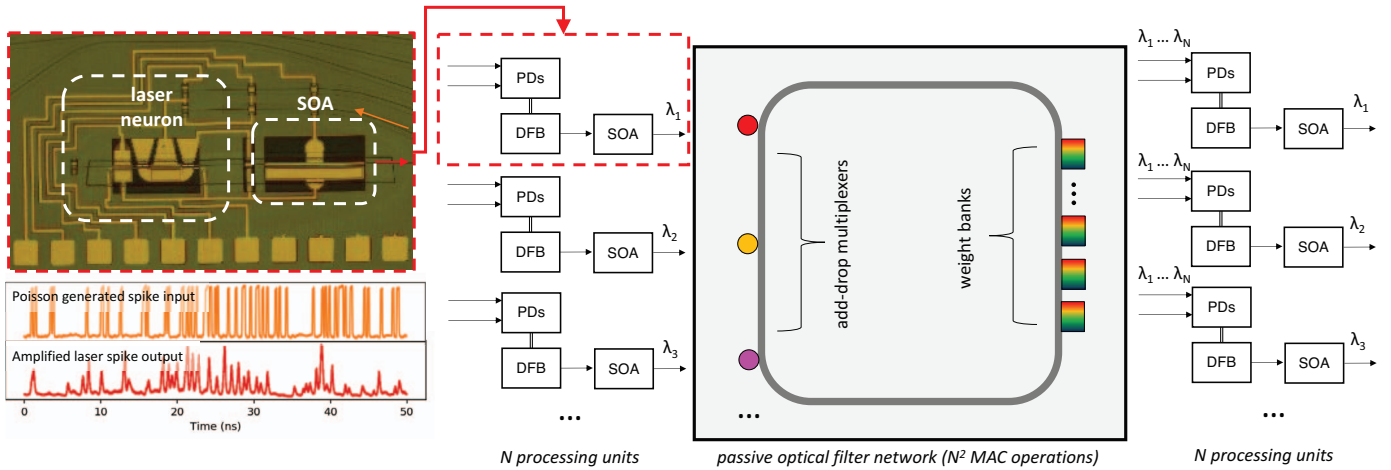 laser
neuron
SOA
Poisson generated spike input
Amplified laser spike output
0 10 20 30 40 50
Time (ns)
PDs
DFB
SOA
λ1
PDs
DFB
SOA
λ2
PDs
DFB
SOA
λ3
...
N processing units
add-drop multiplexers
weight banks
...
...
passive optical filter network (N² MAC operations)
λ1 ... λN
PDs
DFB
SOA
λ1
λ1 ... λN
PDs
DFB
SOA
λ2
λ1 ... λN
PDs
DFB
SOA
λ3
...
N processing units